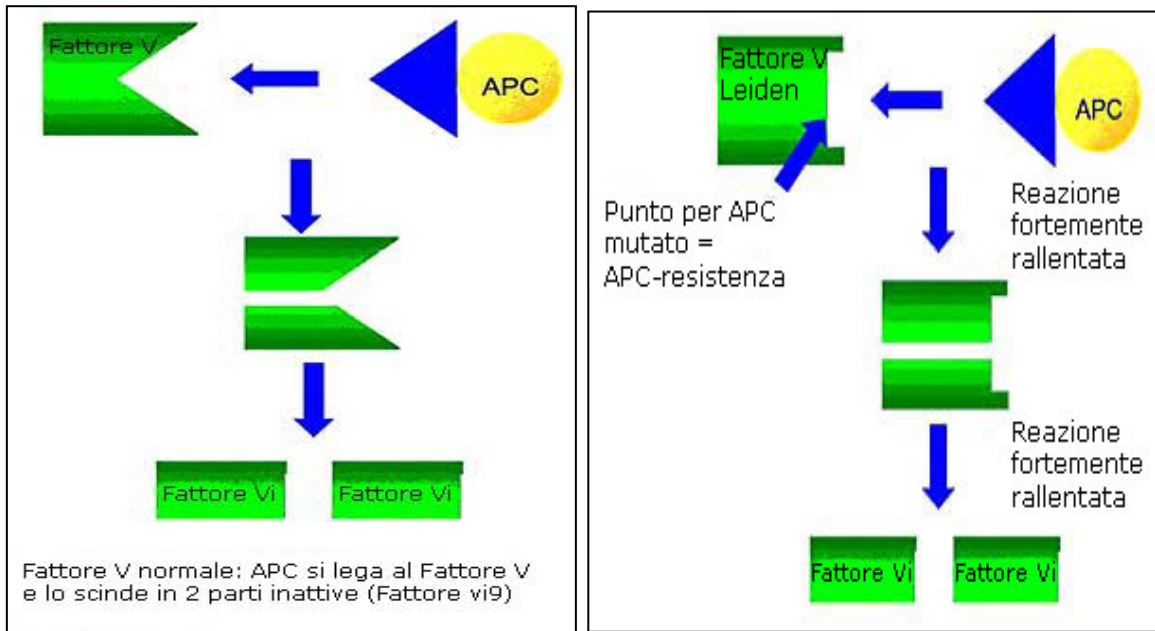 Fattore V
APC
Fattore Vi
Fattore Vi
Fattore V normale: APC si lega al Fattore V
e lo scinde in 2 parti inattive (Fattore vi9)
Fattore V
Leiden
APC
Punto per APC
mutato =
APC-resistenza
Reazione
fortemente
rallentata
Reazione
fortemente
rallentata
Fattore Vi
Fattore Vi